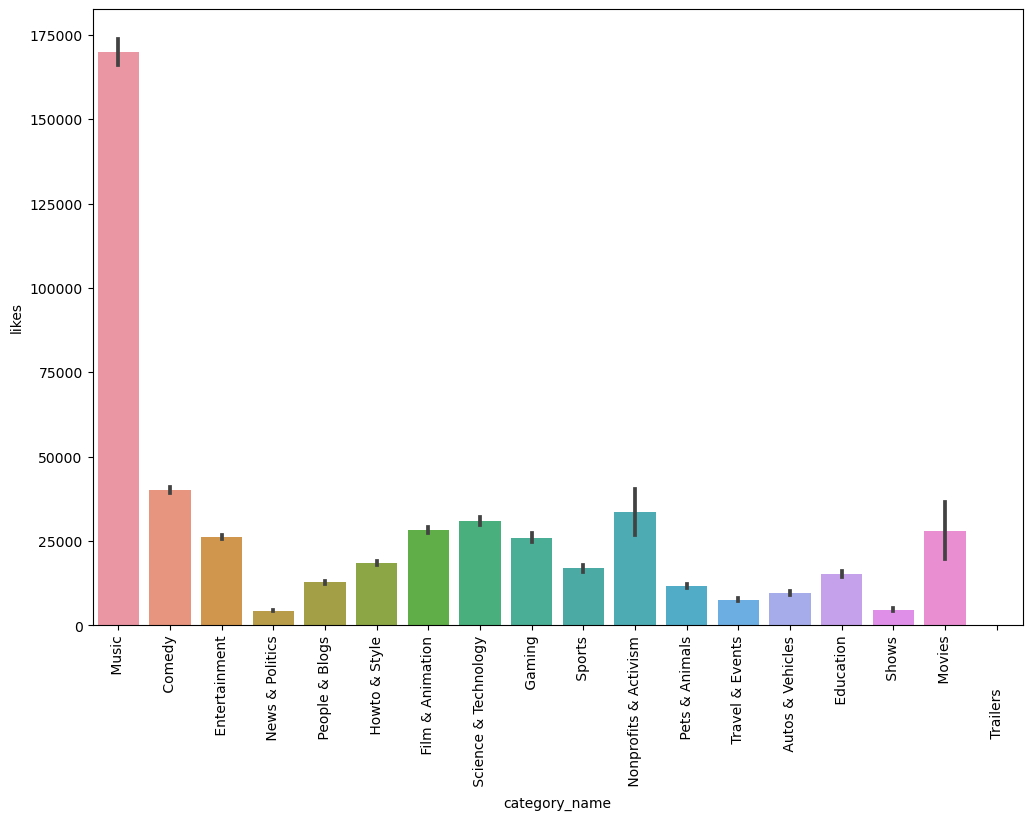 175000
150000
125000
100000
75000
50000
25000
0
likes
Music
Comedy
Entertainment
News & Politics
People & Blogs
Howto & Style
Film & Animation
Science & Technology
Gaming
Sports
Nonprofits & Activism
Pets & Animals
Travel & Events
Autos & Vehicles
Education
Shows
Movies
Trailers
category_name